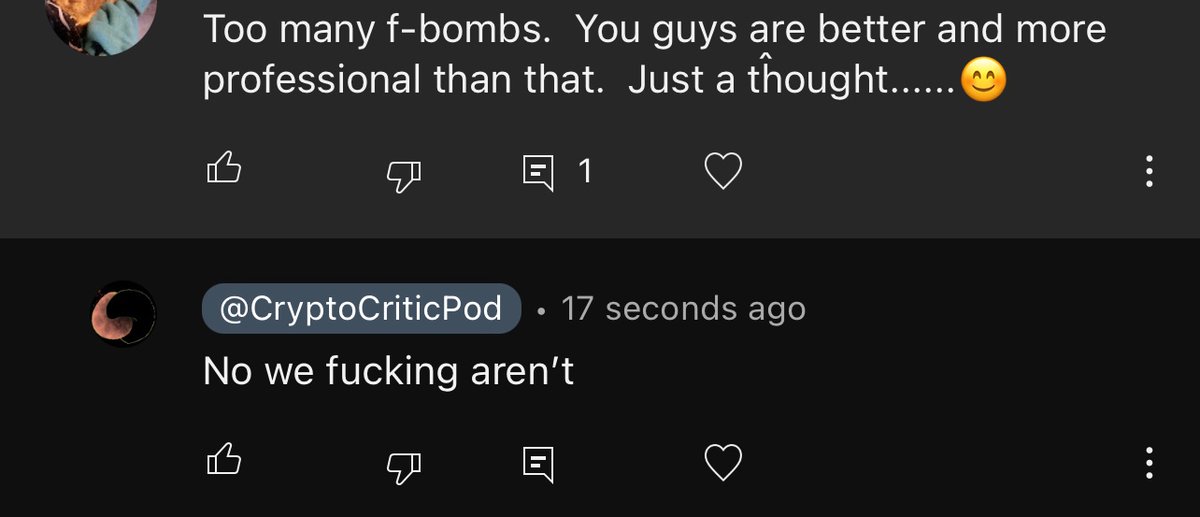 Too many f-bombs.  You guys are better and more
professional than that.  Just a tĥought......😊
1
@CryptoCriticPod • 17 seconds ago
No we fucking aren’t